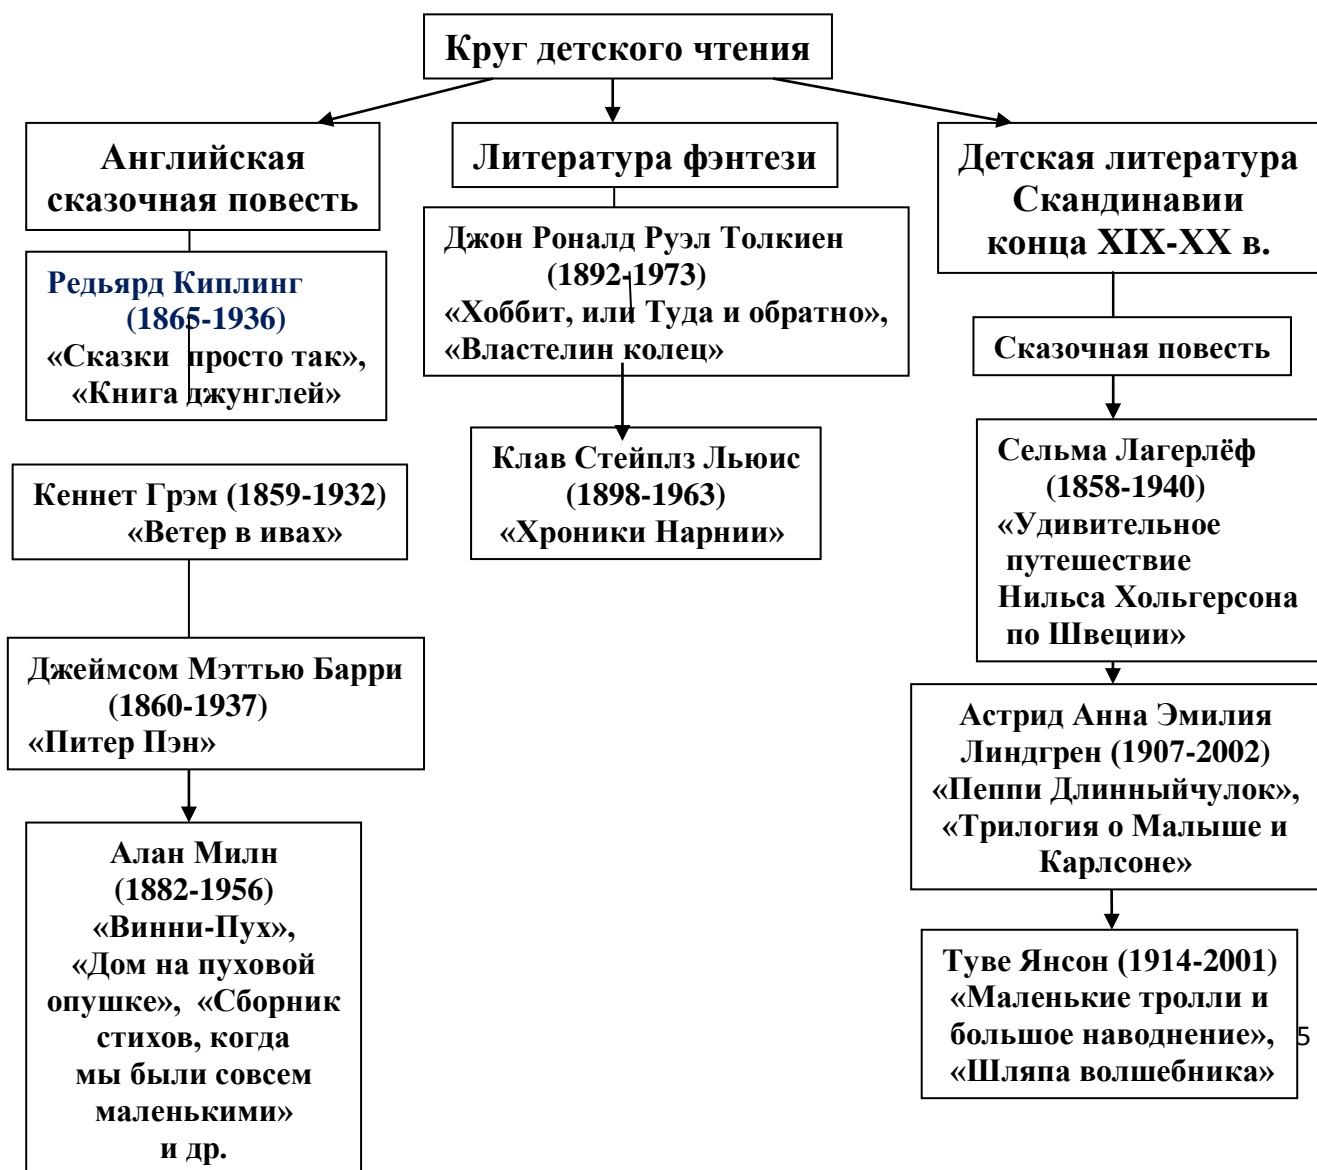 Круг детского чтения
Английская
сказочная повесть
Редьярд Киплинг
(1865-1936)
«Сказки просто так»,
«Книга джунглей»
Кеннет Грэм (1859-1932)
«Ветер в ивах»
Джеймсом Мэттью Барри
(1860-1937)
«Питер Пэн»
Алан Милн
(1882-1956)
«Винни-Пух»,
«Дом на пуховой
опушке», «Сборник
стихов, когда
мы были совсем
маленькими»
и др.
Литература фэнтези
Джон Роналд Руэл Толкиен
(1892-1973)
«Хоббит, или Туда и обратно»,
«Властелин колец»
Клав Стейплз Льюис
(1898-1963)
«Хроники Нарнии»
Детская литература
Скандинавии
конца XIX-XX в.
Сказочная повесть
Сельма Лагерлёф
(1858-1940)
«Удивительное
путешествие
Нильса Хольгерсона
по Швеции»
Астрид Анна Эмилия
Линдгрен (1907-2002)
«Пеппи Длинныйчулок»,
«Трилогия о Малыше и
Карлсоне»
Туве Янсон (1914-2001)
«Маленькие тролли и
большое наводнение»,
«Шляпа волшебника»
5